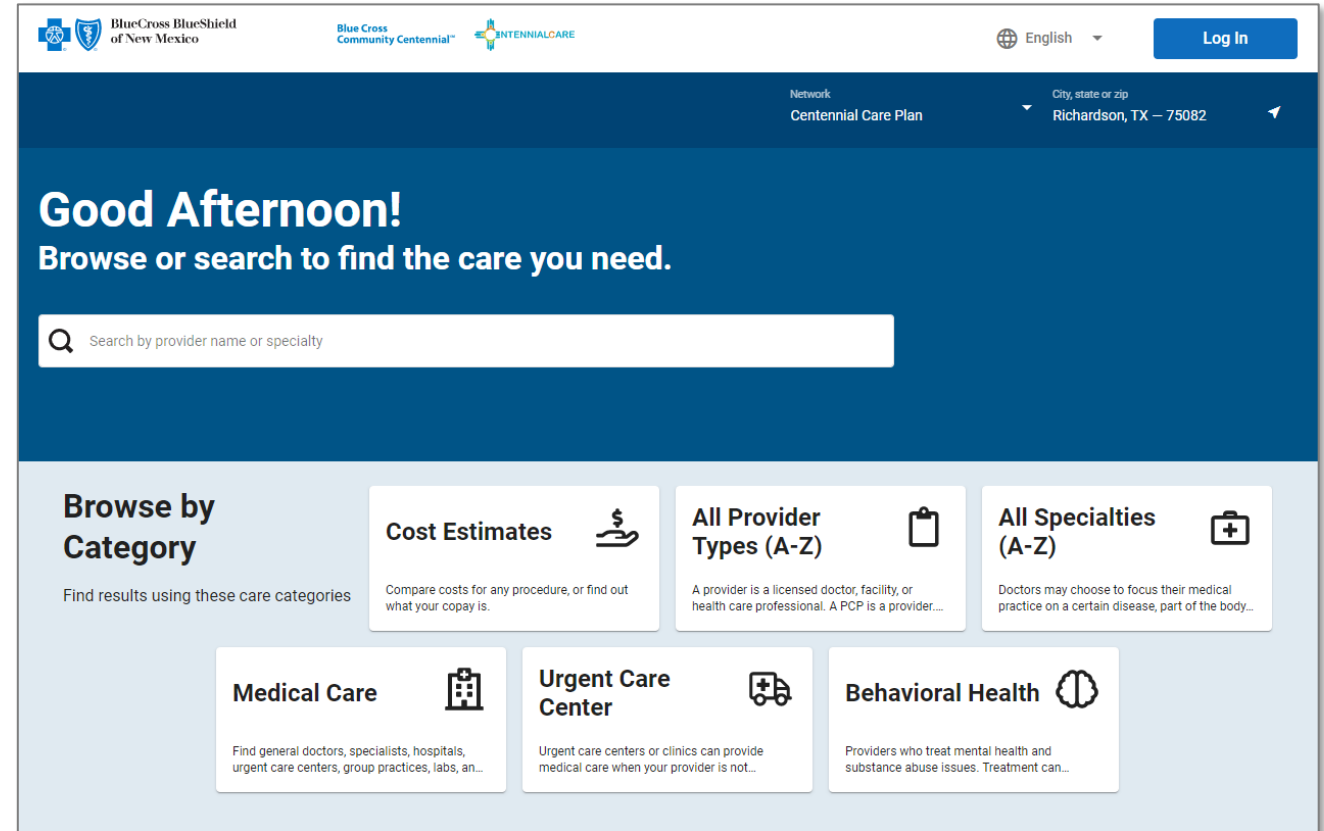 BlueCross BlueShield
of New Mexico
Blue Cross
Community Centennial℠
CENTENNIALCARE
English
Log In
Network
Centennial Care Plan
City, state or zip
Richardson, TX — 75082
Good Afternoon!
Browse or search to find the care you need.
Search by provider name or specialty
Browse by
Category
Find results using these care categories
Cost Estimates
Compare costs for any procedure, or find out
what your copay is.
All Provider
Types (A-Z)
A provider is a licensed doctor, facility, or
health care professional. A PCP is a provider....
All Specialties
(A-Z)
Doctors may choose to focus their medical
practice on a certain disease, part of the body...
Medical Care
Find general doctors, specialists, hospitals,
urgent care centers, group practices, labs, an...
Urgent Care
Center
Urgent care centers or clinics can provide
medical care when your provider is not...
Behavioral Health
Providers who treat mental health and
substance abuse issues. Treatment can...